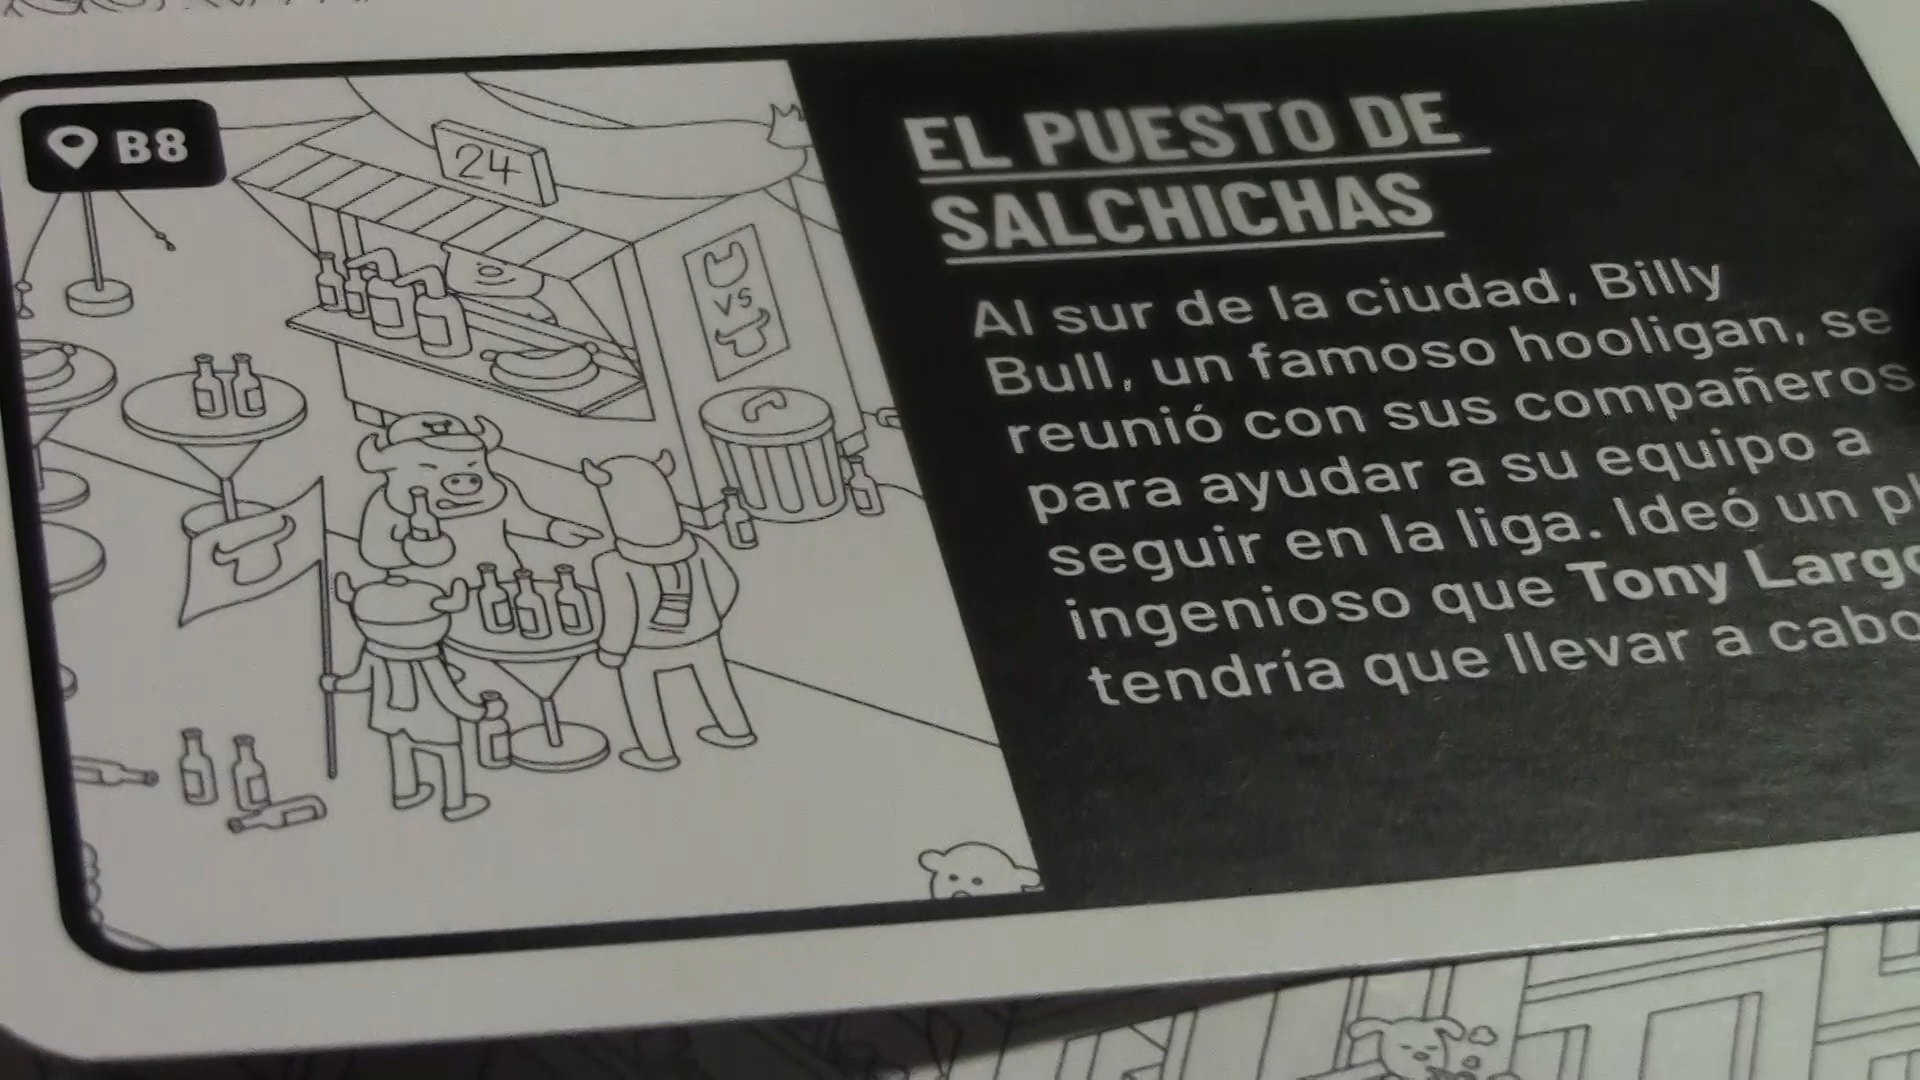 B8
24
VS
EL PUESTO DE
SALCHICHAS
Al sur de la ciudad, Billy
Bull, un famoso hooligan, se
reunió con sus compañeros
para ayudar a su equipo a
seguir en la liga. Ideó un
ingenioso que Tony Largo
tendría que llevar a cabo